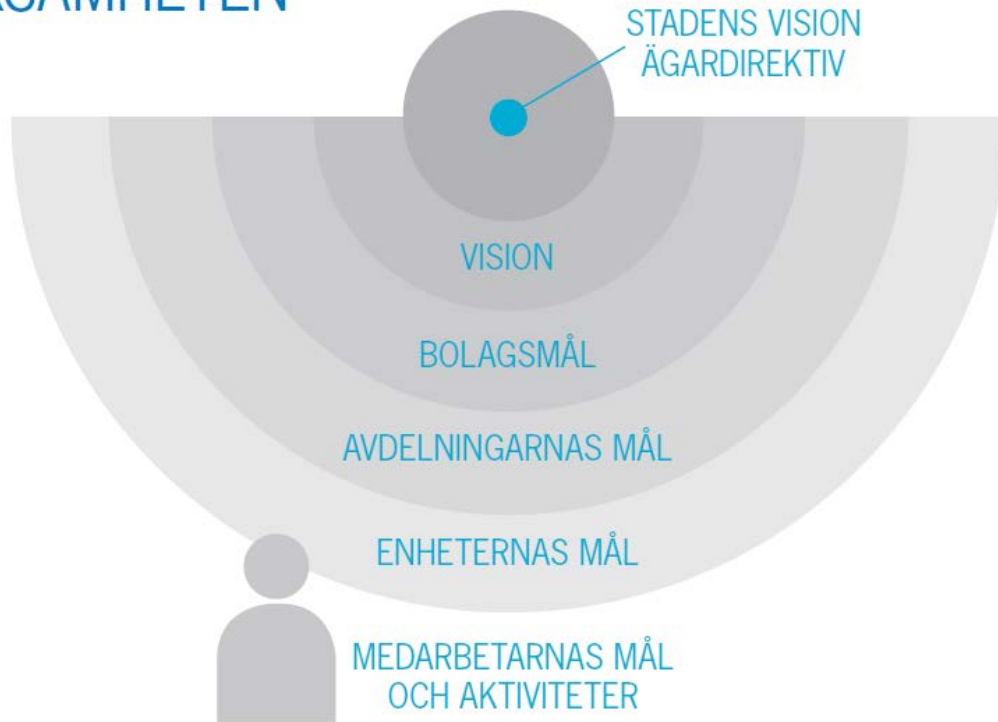 STADENS VISION
ÄGARDIREKTIV
VISION
BOLAGSMÅL
AVDELNINGARNAS MÅL
ENHETERNAS MÅL
MEDARBETARNAS MÅL
OCH AKTIVITETER